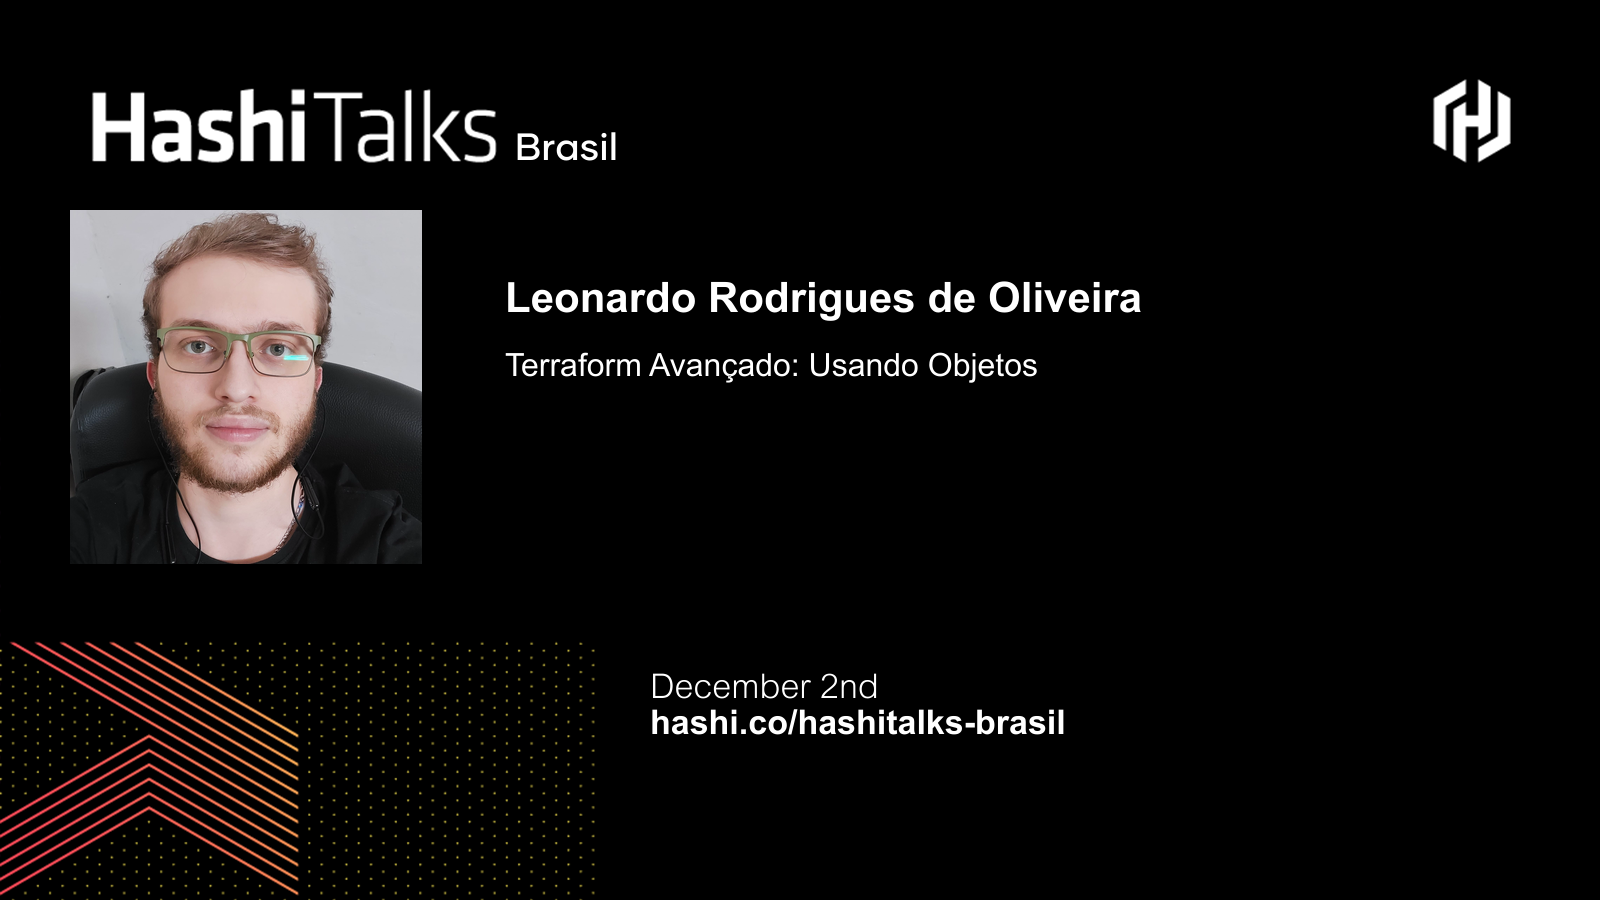 HashiTalks Brasil
Leonardo Rodrigues de Oliveira
Terraform Avançado: Usando Objetos
December 2nd
hashi.co/hashitalks-brasil